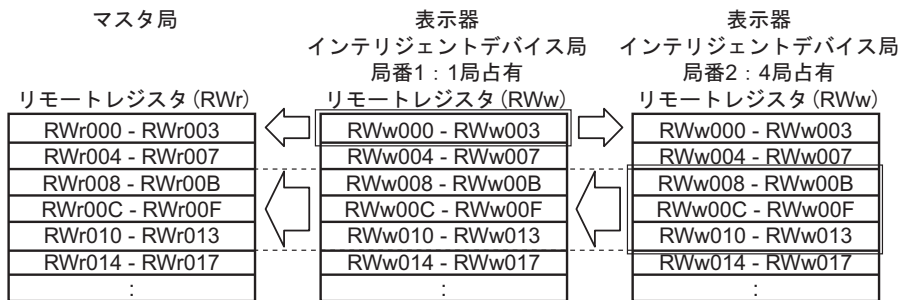 マスタ局
リモートレジスタ(RWr)
RWr000 - RWr003
RWr004 - RWr007
RWr008 - RWr00B
RWr00C - RWr00F
RWr010 - RWr013
RWr014 - RWr017
:
表示器
インテリジェントデバイス局
局番1：1局占有
リモートレジスタ(RWw)
RWw000 - RWw003
RWw004 - RWw007
RWw008 - RWw00B
RWw00C - RWw00F
RWw010 - RWw013
RWw014 - RWw017
:
表示器
インテリジェントデバイス局
局番2：4局占有
リモートレジスタ(RWw)
RWw000 - RWw003
RWw004 - RWw007
RWw008 - RWw00B
RWw00C - RWw00F
RWw010 - RWw013
RWw014 - RWw017
: